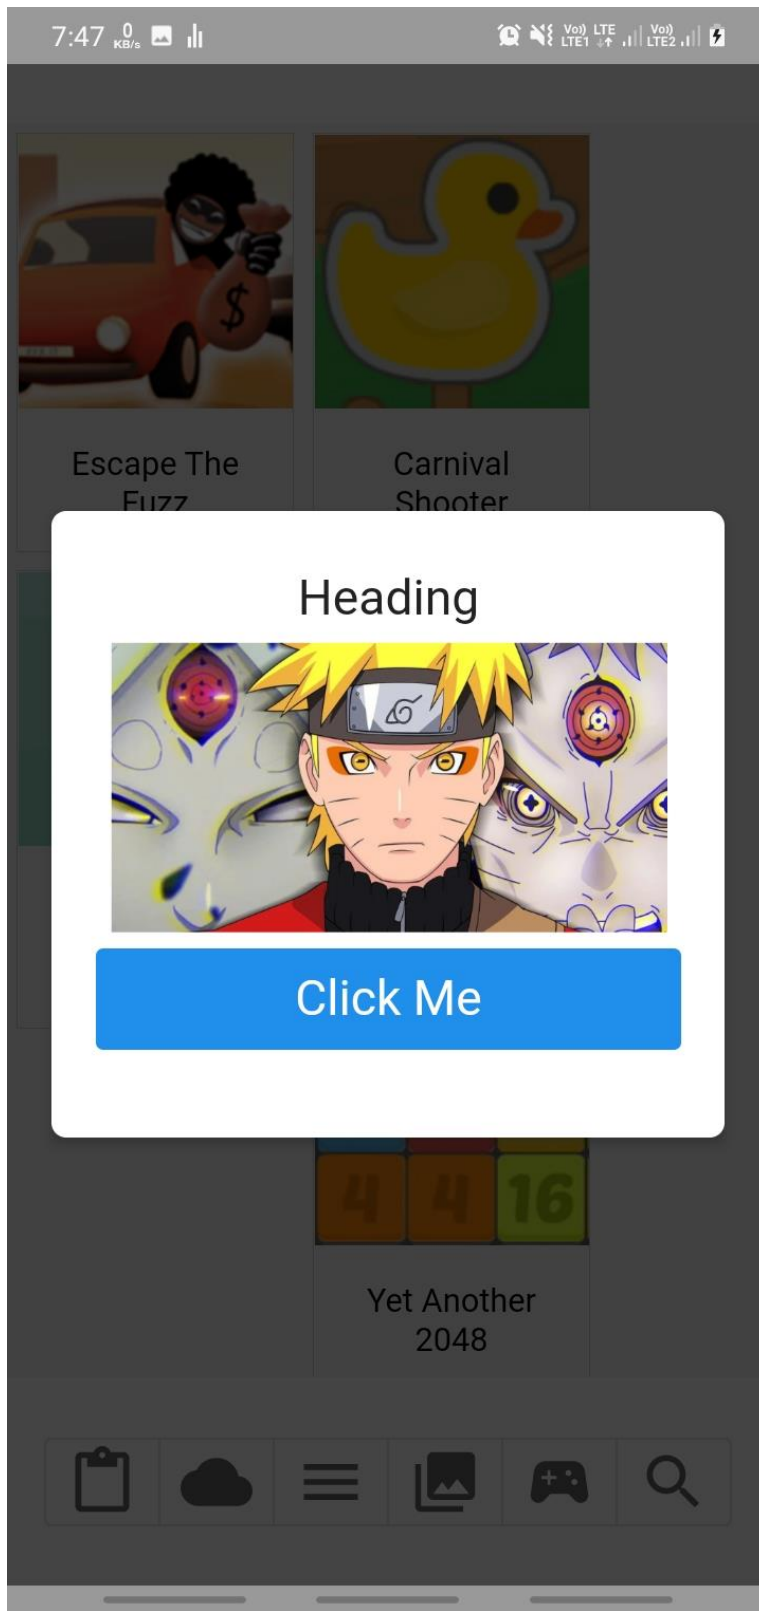 7:47 0 KB/s Vo)) LTE1 LTE Vo)) LTE2
$
Escape The
Fuzz
Carnival
Shooter
Heading
Click Me
4 4 16
Yet Another
2048